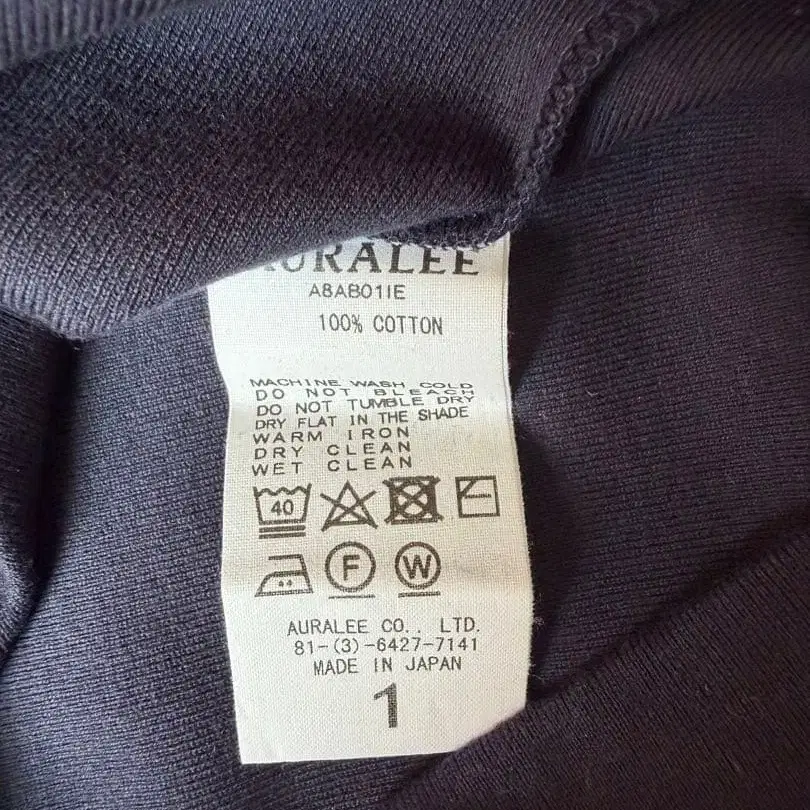 AURALEE
A8AB01IE
100% COTTON
MACHINE WASH COLD
DO NOT BLEACH
DO NOT TUMBLE DRY
DRY FLAT IN THE SHADE
WARM IRON
DRY CLEAN
WET CLEAN
40
F W
AURALEE CO., LTD.
81-(3)-6427-7141
MADE IN JAPAN
1